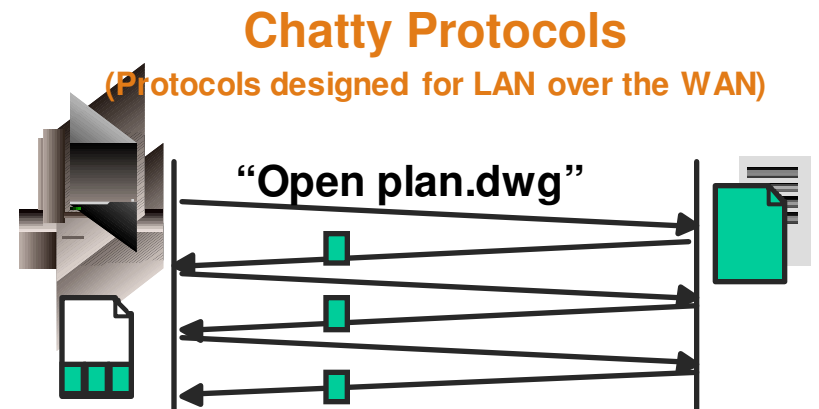 Chatty Protocols
(Protocols designed for LAN over the WAN)
“Open plan.dwg”